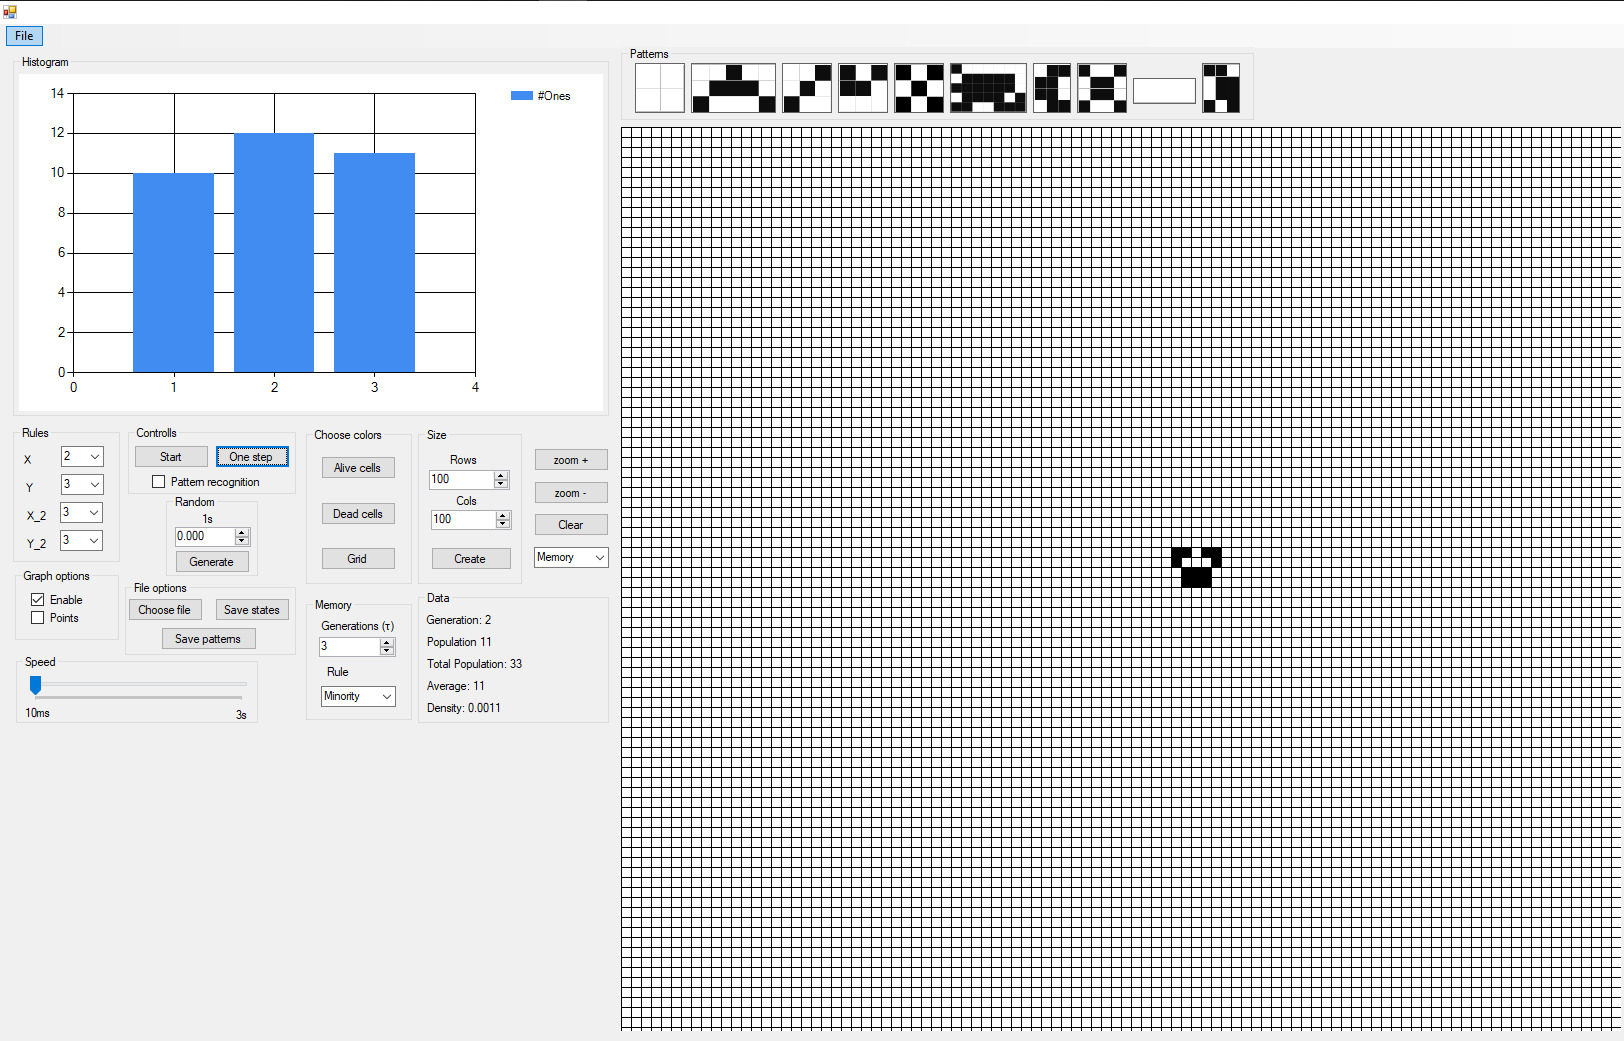 File
Histogram
Patterns
14
12
10
8
6
4
2
0
0 1 2 3 4
#Ones
Rules
X 2
Y 3
X_2 3
Y_2 3
Controlls
Start One step
Pattern recognition
Random
1s
0.000
Generate
Choose colors
Alive cells
Dead cells
Grid
Size
Rows
100
Cols
100
Create
zoom +
zoom -
Clear
Memory
Graph options
Enable
Points
File options
Choose file Save states
Save patterns
Memory
Generations (τ)
3
Rule
Minority
Data
Generation: 2
Population 11
Total Population: 33
Average: 11
Density: 0.0011
Speed
10ms 3s